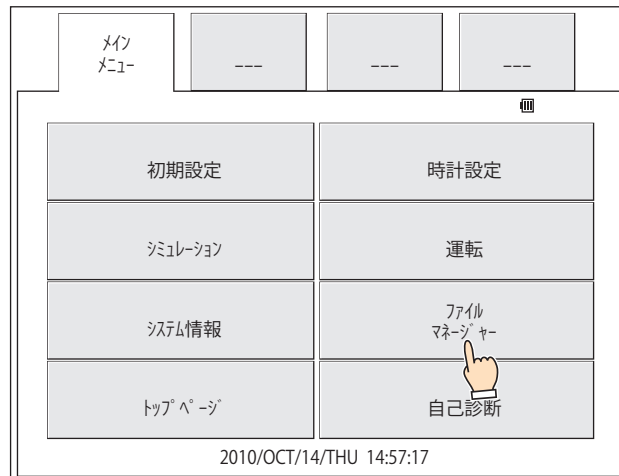 ﾒｲﾝ
ﾒﾆｭｰ
---
---
---
初期設定
時計設定
ｼﾐｭﾚｰｼｮﾝ
運転
ｼｽﾃﾑ情報
ﾌｧｲﾙ
ﾏﾈｰｼﾞｬｰ
ﾄｯﾌﾟﾍﾟｰｼﾞ
自己診断
2010/OCT/14/THU 14:57:17